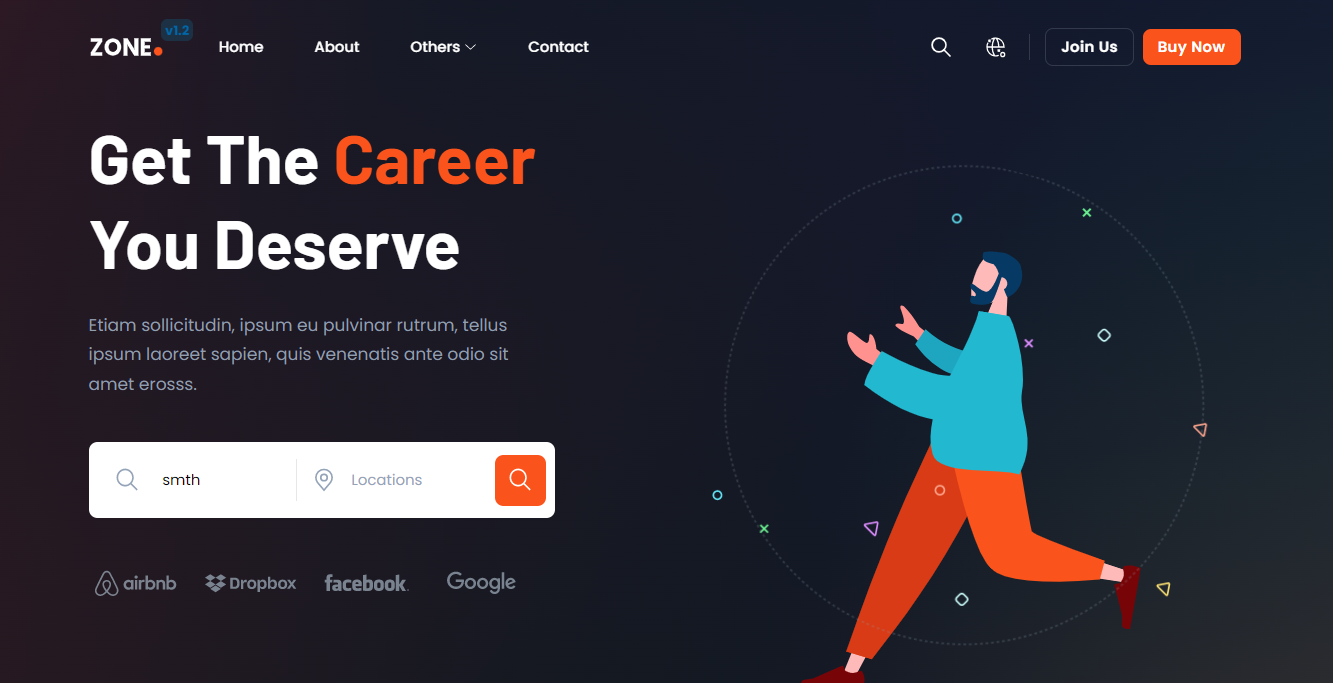 ZONE. v1.2 Home About Others Contact Join Us Buy Now
Get The Career
You Deserve
Etiam sollicitudin, ipsum eu pulvinar rutrum, tellus
ipsum laoreet sapien, quis venenatis ante odio sit
amet erosss.
smth Locations
airbnb Dropbox facebook. Google